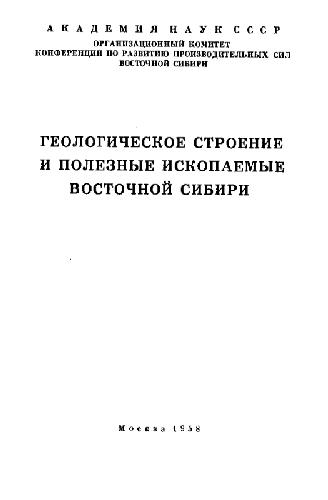 АКАДЕМИЯ НАУК СССР
ОРГАНИЗАЦИОННЫЙ КОМИТЕТ
КОНФЕРЕНЦИИ ПО РАЗВИТИЮ ПРОИЗВОДИТЕЛЬНЫХ СИЛ
ВОСТОЧНОЙ СИБИРИ
ГЕОЛОГИЧЕСКОЕ СТРОЕНИЕ
И ПОЛЕЗНЫЕ ИСКОПАЕМЫЕ
ВОСТОЧНОЙ СИБИРИ
Москва 1958